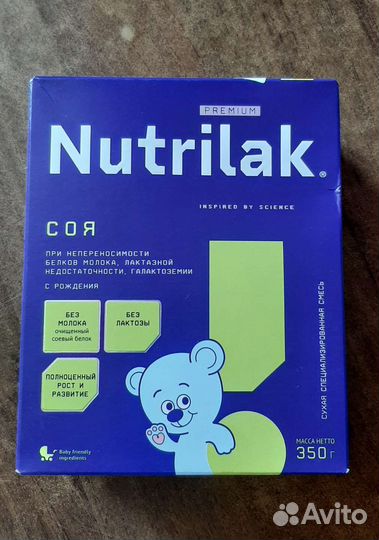 PREMIUM
Nutrilak®
INSPIRED BY SCIENCE
СОЯ
ПРИ НЕПЕРЕНОСИМОСТИ
БЕЛКОВ МОЛОКА, ЛАКТАЗНОЙ
НЕДОСТАТОЧНОСТИ, ГАЛАКТОЗЕМИИ
С РОЖДЕНИЯ
БЕЗ
МОЛОКА
очищенный
соевый белок
БЕЗ
ЛАКТОЗЫ
ПОЛНОЦЕННЫЙ
РОСТ И
РАЗВИТИЕ
СУХАЯ СПЕЦИАЛИЗИРОВАННАЯ СМЕСЬ
Baby friendly
ingredients
МАССА НЕТТО
350 г
Avito